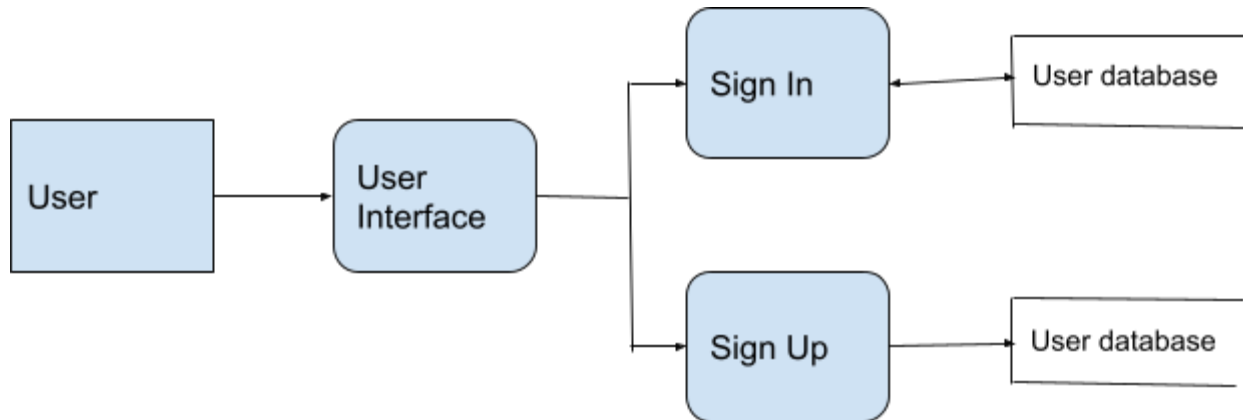 User
User
Interface
Sign In
User database
Sign Up
User database